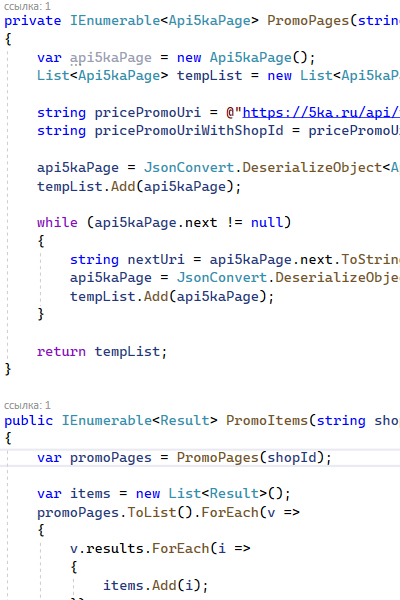 ссылка: 1
private IEnumerable<Api5kaPage> PromoPages(strin
{
var api5kaPage = new Api5kaPage();
List<Api5kaPage> tempList = new List<Api5kaP
string pricePromoUri = @"https://5ka.ru/api/
string pricePromoUriWithShopId = pricePromoU
api5kaPage = JsonConvert.DeserializeObject<A
tempList.Add(api5kaPage);
while (api5kaPage.next != null)
{
string nextUri = api5kaPage.next.ToString
api5kaPage = JsonConvert.DeserializeObje
tempList.Add(api5kaPage);
}
return tempList;
}
ссылка: 1
public IEnumerable<Result> PromoItems(string shop
{
var promoPages = PromoPages(shopId);
var items = new List<Result>();
promoPages.ToList().ForEach(v =>
{
v.results.ForEach(i =>
{
items.Add(i);